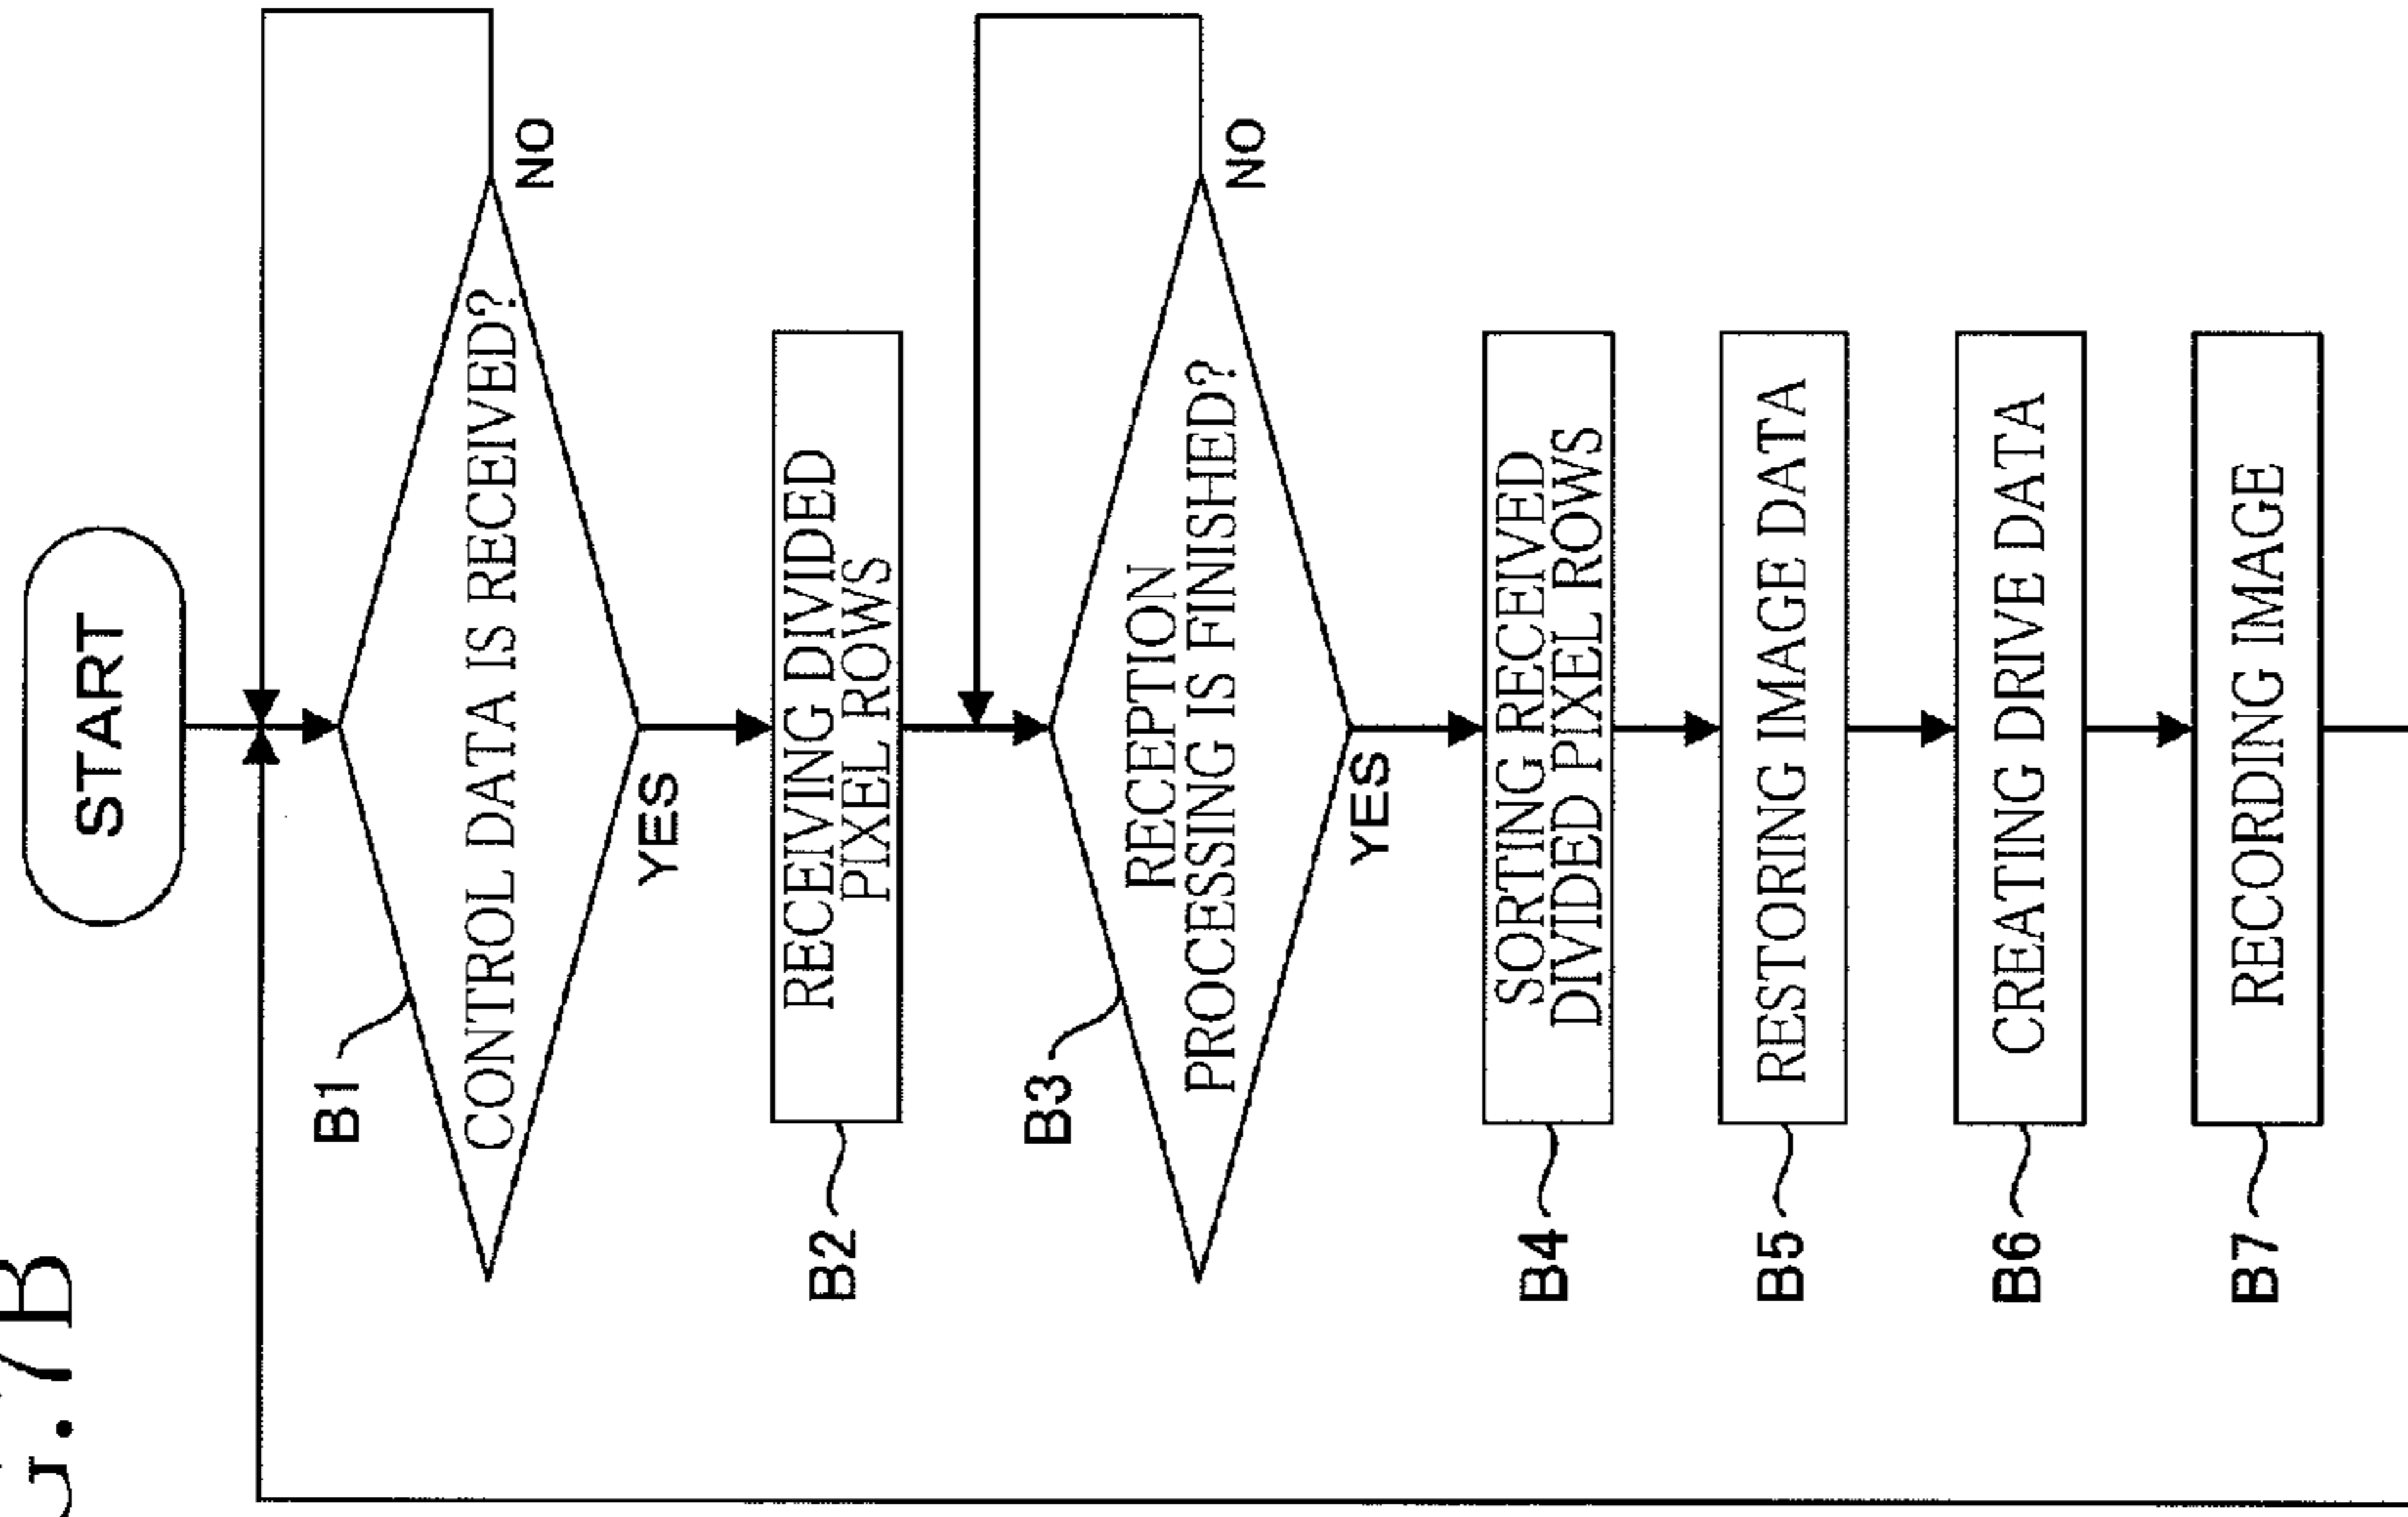 G.7B
START
B1
CONTROL DATA IS RECEIVED?
NO
YES
B2
RECEIVING DIVIDED
PIXEL ROWS
B3
RECEPTION
PROCESSING IS FINISHED?
NO
YES
B4
SORTING RECEIVED
DIVIDED PIXEL ROWS
B5
RESTORING IMAGE DATA
B6
CREATING DRIVE DATA
B7
RECORDING IMAGE